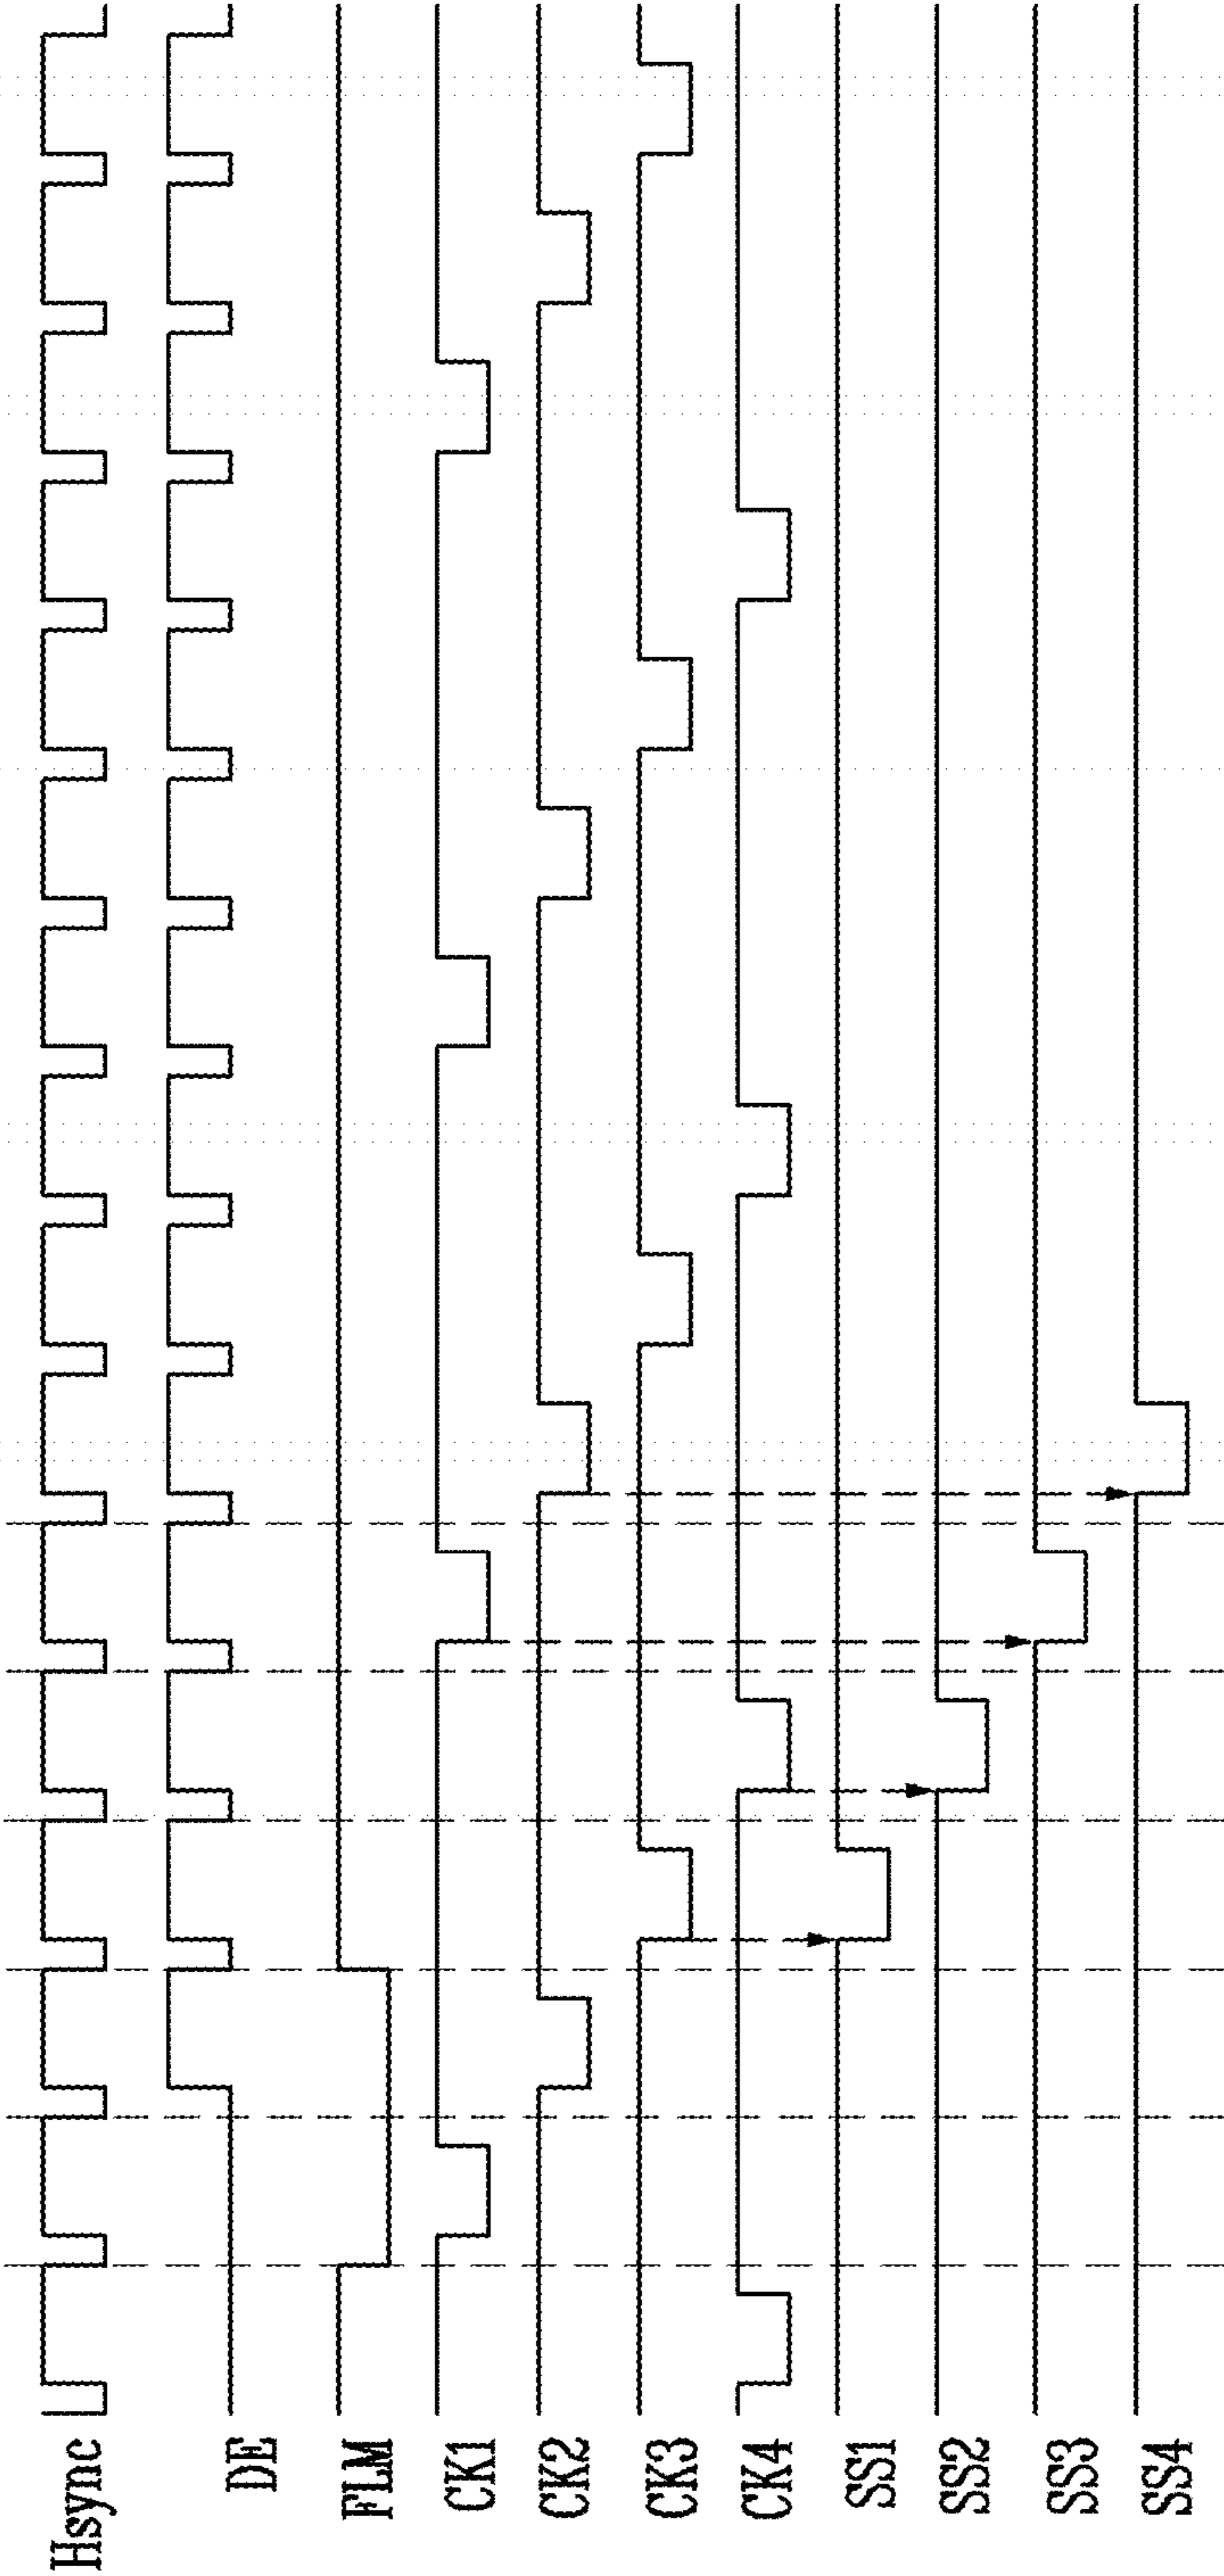 Hsync
DE
FLM
CK1
CK2
CK3
CK4
SS1
SS2
SS3
SS4